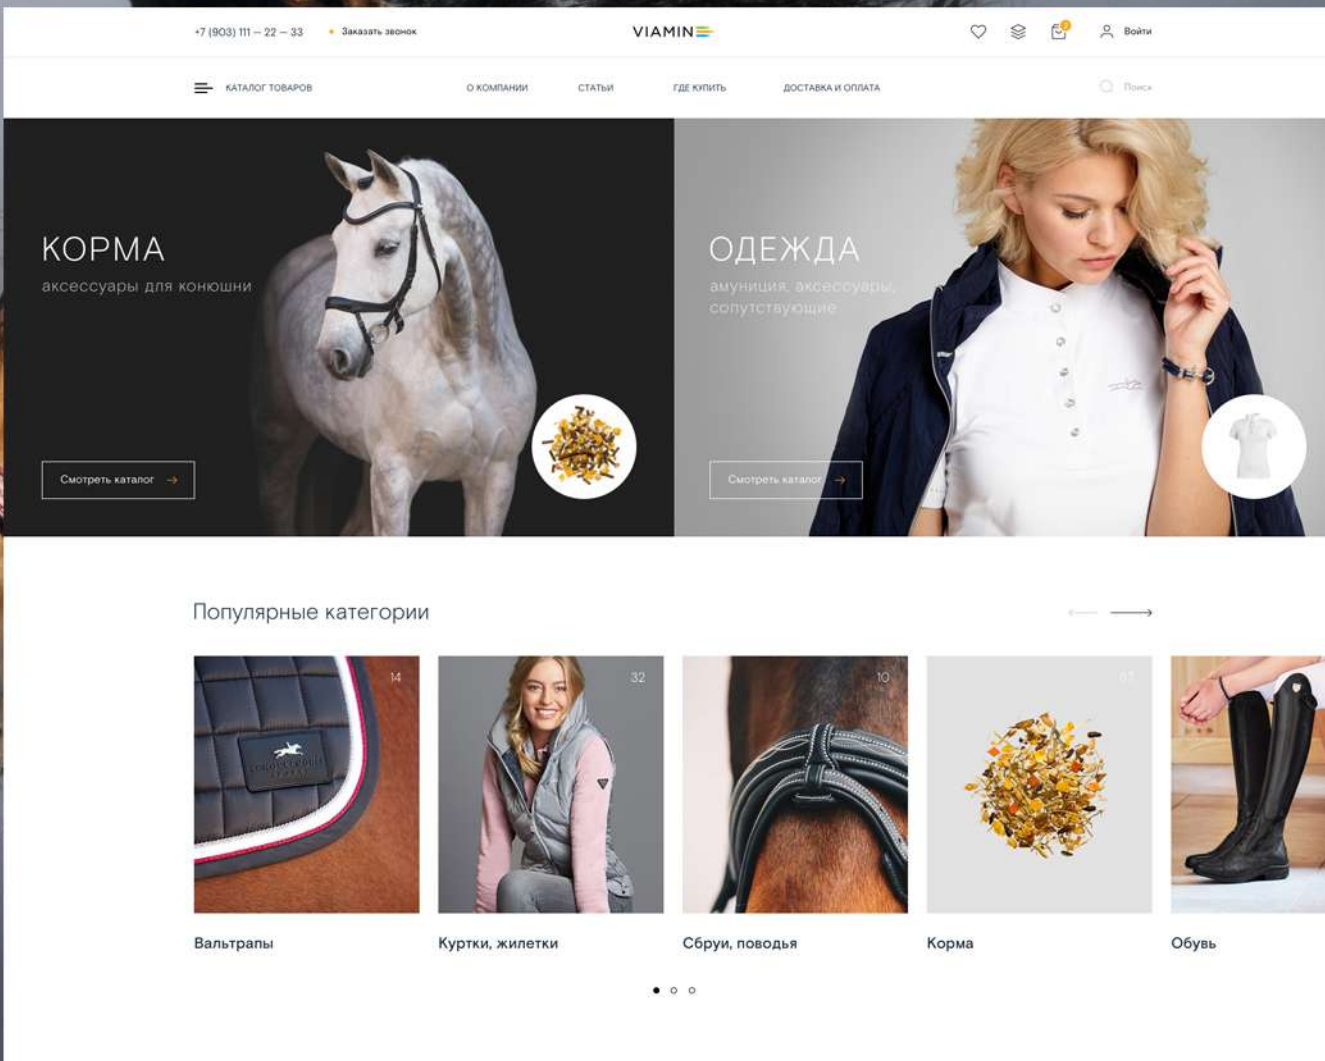 +7 (903) 111 — 22 — 33
Заказать звонок
VIAMIN
Войти
КАТАЛОГ ТОВАРОВ
О КОМПАНИИ
СТАТЬИ
ГДЕ КУПИТЬ
ДОСТАВКА И ОПЛАТА
Поиск
КОРМА
аксессуары для конюшни
Смотреть каталог
ОДЕЖДА
амуниция, аксессуары,
сопутствующие
Смотреть каталог
Популярные категории
14
32
10
Вальтрапы
Куртки, жилетки
Сбруи, поводья
Корма
Обувь